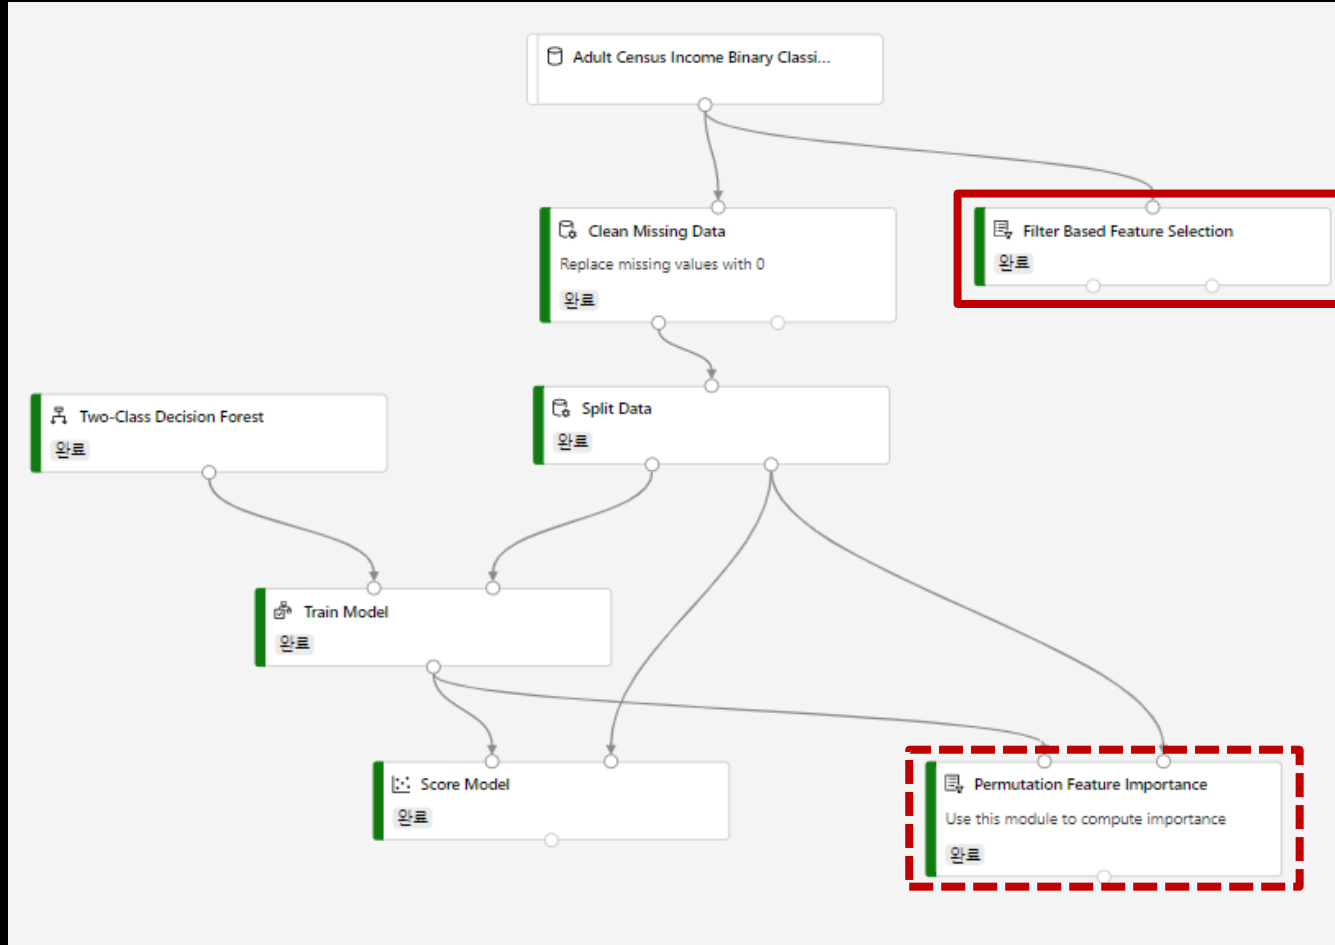 Adult Census Income Binary Classi...
Clean Missing Data
Replace missing values with 0
완료
Filter Based Feature Selection
완료
Two-Class Decision Forest
완료
Split Data
완료
Train Model
완료
Score Model
완료
Permutation Feature Importance
Use this module to compute importance
완료